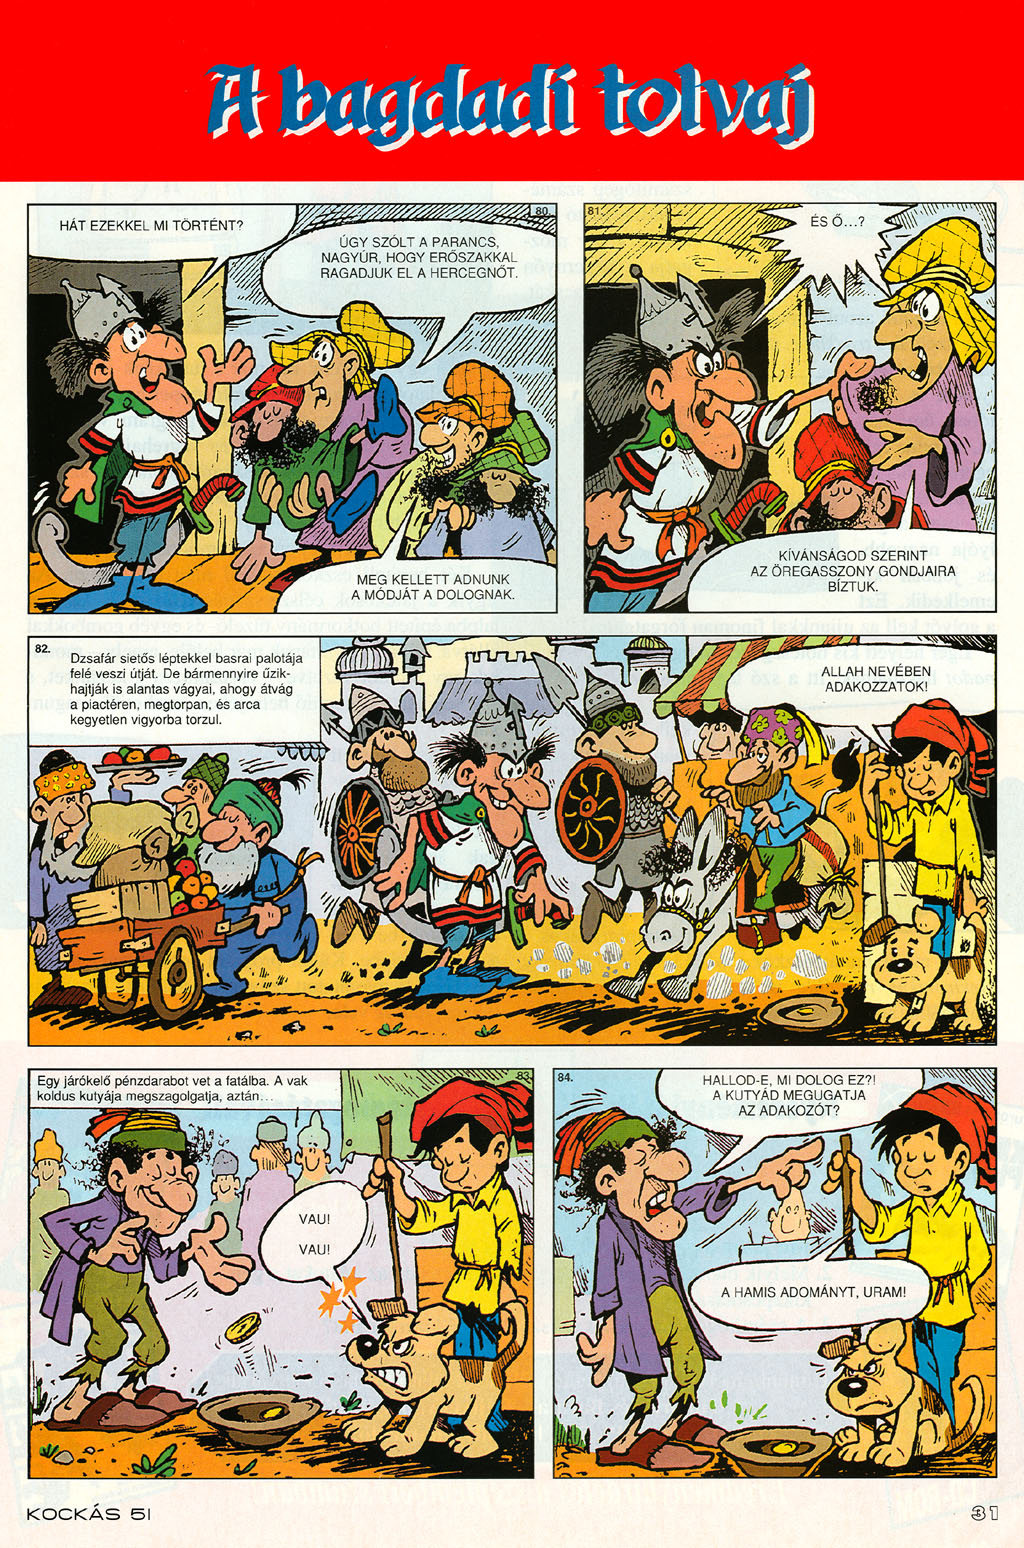 A bagdadi tolvaj
HÁT EZEKKEL MI TÖRTÉNT?
80.
ÚGY SZÓLT A PARANCS,
NAGYÚR, HOGY ERŐSZAKKAL
RAGADJUK EL A HERCEGNŐT.
MEG KELLETT ADNUNK
A MÓDJÁT A DOLOGNAK.
81.
ÉS Ő...?
KÍVÁNSÁGOD SZERINT
AZ ÖREGASSZONY GONDJAIRA
BÍZTUK.
82.
Dzsafár sietős léptekkel basrai palotája
felé veszi útját. De bármennyire űzik-
hajtják is alantas vágyai, ahogy átvág
a piactéren, megtorpan, és arca
kegyetlen vigyorba torzul.
ALLAH NEVÉBEN
ADAKOZZATOK!
Egy járókelő pénzdarabot vet a fatálba. A vak
koldus kutyája megszagolgatja, aztán...
83.
VAU!
VAU!
84.
HALLOD-E, MI DOLOG EZ?!
A KUTYÁD MEGUGATJA
AZ ADAKOZÓT?
A HAMIS ADOMÁNYT, URAM!
KOCKÁS 51
31